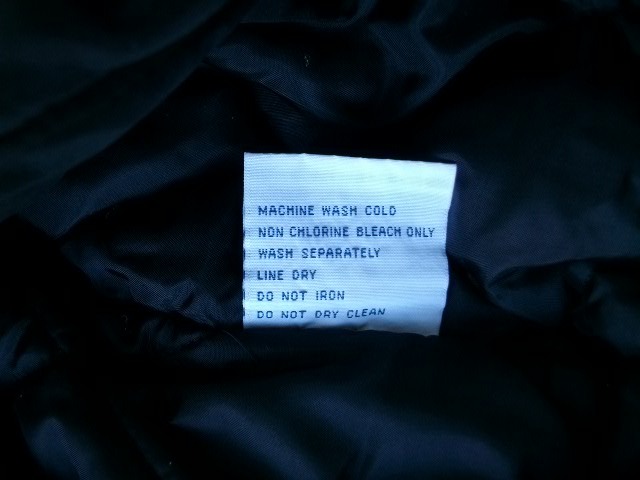 MACHINE WASH COLD
NON CHLORINE BLEACH ONLY
WASH SEPARATELY
LINE DRY
DO NOT IRON
DO NOT DRY CLEAN